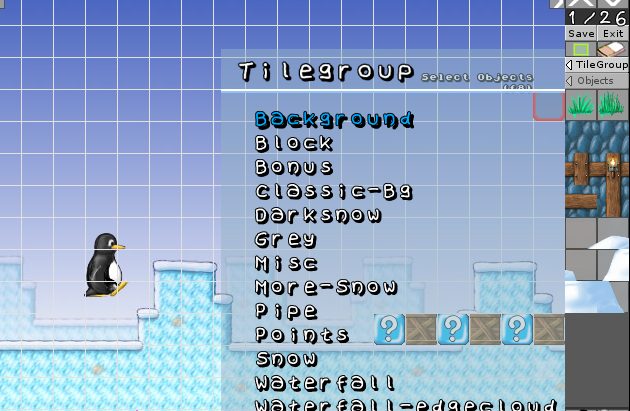 1/26
Save Exit
TileGroup
Objects
Tilegroup Select Objects
(F8)
Background
Block
Bonus
Classic-Bg
Darksnow
Grey
Misc
More-Snow
Pipe
Points
Snow
Waterfall
Waterfall-edgecloud
? ? ?